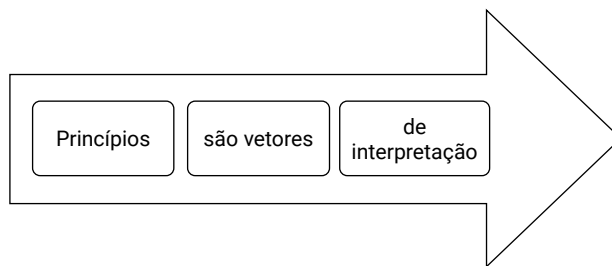 Princípios
são vetores
de
interpretação